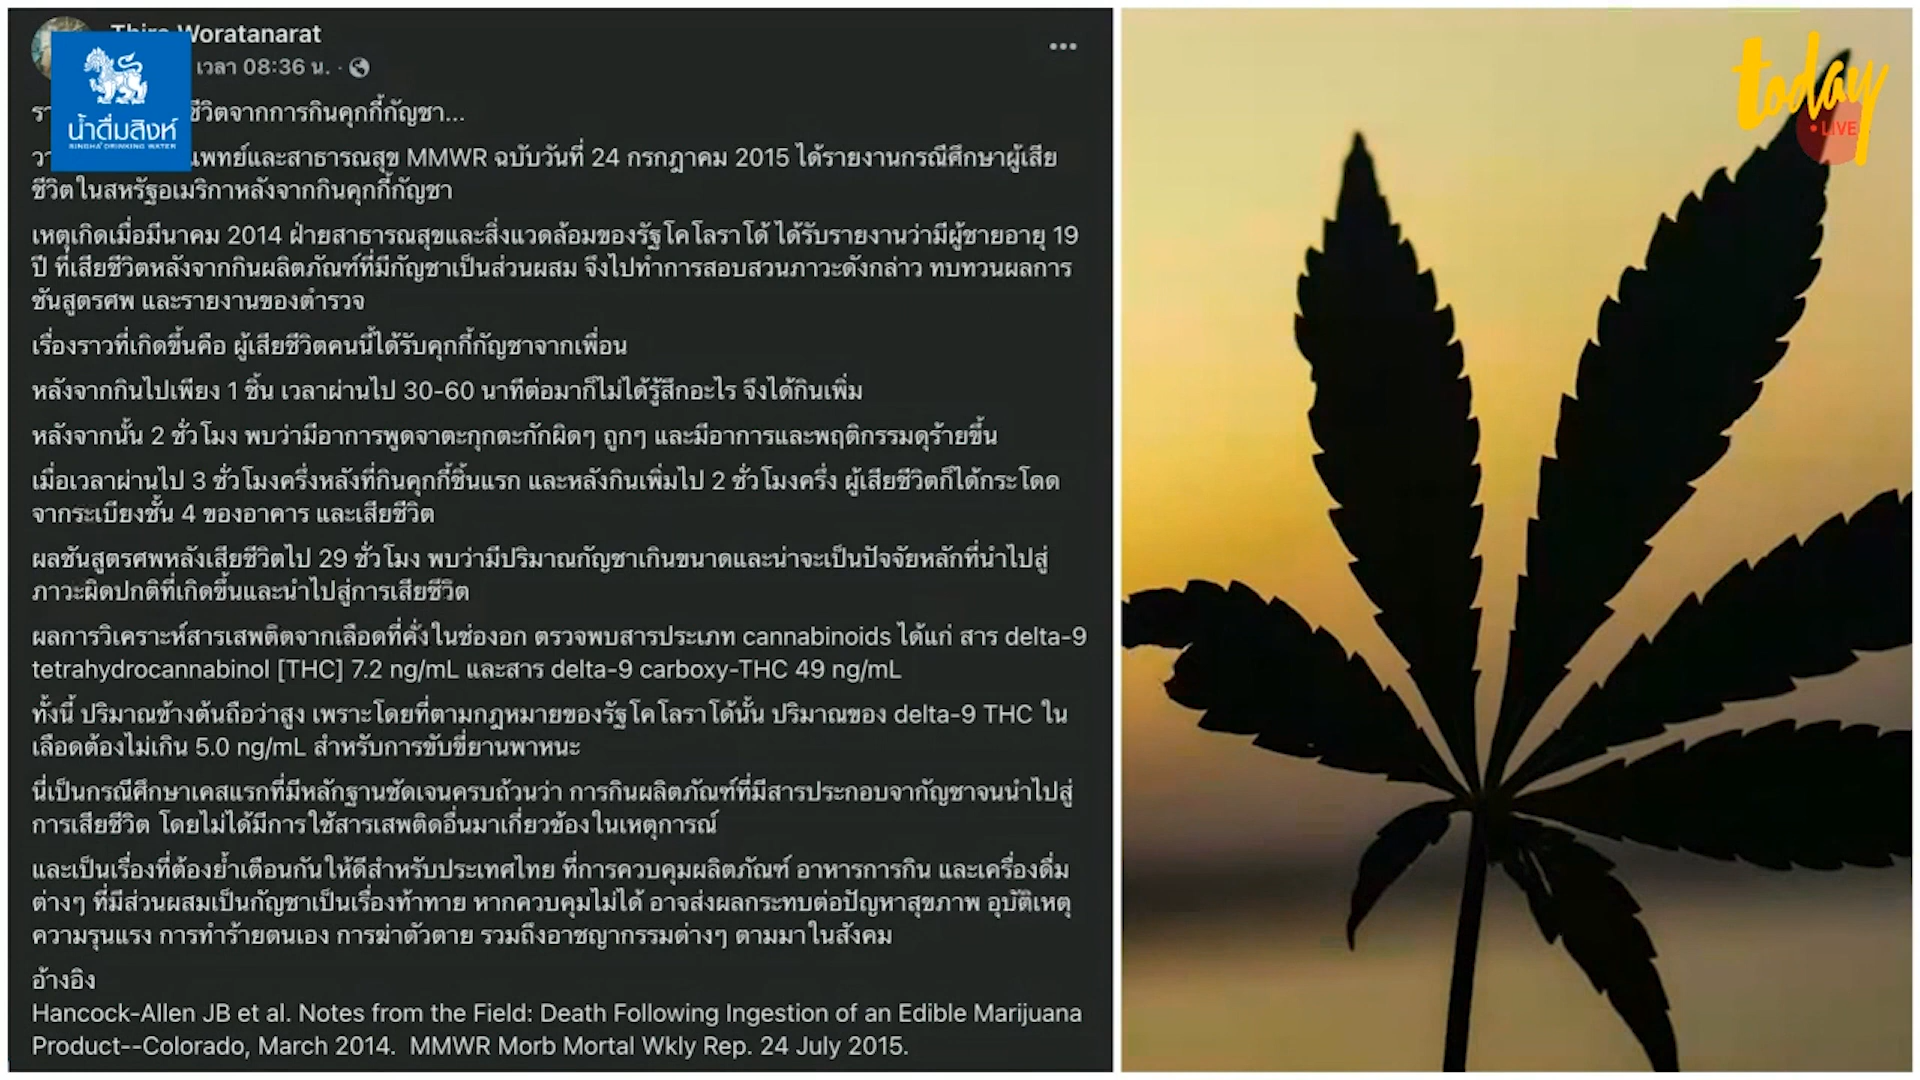 Thira Woratanarat
เวลา 08:36 น. ·
ชีวิตจากการกินคุกกี้กัญชา...
แพทย์และสาธารณสุข MMWR ฉบับวันที่ 24 กรกฎาคม 2015 ได้รายงานกรณีศึกษาผู้เสีย
ชีวิตในสหรัฐอเมริกาหลังจากกินคุกกี้กัญชา
เหตุเกิดเมื่อมีนาคม 2014 ฝ่ายสาธารณสุขและสิ่งแวดล้อมของรัฐโคโลราโด้ ได้รับรายงานว่ามีผู้ชายอายุ 19
ปี ที่เสียชีวิตหลังจากกินผลิตภัณฑ์ที่มีกัญชาเป็นส่วนผสม จึงไปทำการสอบสวนภาวะดังกล่าว ทบทวนผลการ
ชันสูตรศพ และรายงานของตำรวจ
เรื่องราวที่เกิดขึ้นคือ ผู้เสียชีวิตคนนี้ได้รับคุกกี้กัญชาจากเพื่อน
หลังจากกินไปเพียง 1 ชิ้น เวลาผ่านไป 30-60 นาทีต่อมาก็ไม่ได้รู้สึกอะไร จึงได้กินเพิ่ม
หลังจากนั้น 2 ชั่วโมง พบว่ามีอาการพูดจาตะกุกตะกักผิดๆ ถูกๆ และมีอาการและพฤติกรรมดุร้ายขึ้น
เมื่อเวลาผ่านไป 3 ชั่วโมงครึ่งหลังที่กินคุกกี้ชิ้นแรก และหลังกินเพิ่มไป 2 ชั่วโมงครึ่ง ผู้เสียชีวิตก็ได้กระโดด
จากระเบียงชั้น 4 ของอาคาร และเสียชีวิต
ผลชันสูตรศพหลังเสียชีวิตไป 29 ชั่วโมง พบว่ามีปริมาณกัญชาเกินขนาดและน่าจะเป็นปัจจัยหลักที่นำไปสู่
ภาวะผิดปกติที่เกิดขึ้นและนำไปสู่การเสียชีวิต
ผลการวิเคราะห์สารเสพติดจากเลือดที่คั่งในช่องอก ตรวจพบสารประเภท cannabinoids ได้แก่ สาร delta-9
tetrahydrocannabinol [THC] 7.2 ng/mL และสาร delta-9 carboxy-THC 49 ng/mL
ทั้งนี้ ปริมาณข้างต้นถือว่าสูง เพราะโดยที่ตามกฎหมายของรัฐโคโลราโด้นั้น ปริมาณของ delta-9 THC ใน
เลือดต้องไม่เกิน 5.0 ng/mL สำหรับการขับขี่ยานพาหนะ
นี่เป็นกรณีศึกษาเคสแรกที่มีหลักฐานชัดเจนครบถ้วนว่า การกินผลิตภัณฑ์ที่มีสารประกอบจากัญชาจนนำไปสู่
การเสียชีวิต โดยไม่ได้มีการใช้สารเสพติดอื่นมาเกี่ยวข้องในเหตุการณ์
และเป็นเรื่องที่ต้องย้ำเตือนกันให้ดีสำหรับประเทศไทย ที่การควบคุมผลิตภัณฑ์ อาหารการกิน และเครื่องดื่ม
ต่างๆ ที่มีส่วนผสมเป็นกัญชาเป็นเรื่องท้าทาย หากควบคุมไม่ได้ อาจส่งผลกระทบต่อปัญหาสุขภาพ อุบัติเหตุ
ความรุนแรง การทำร้ายตนเอง การฆ่าตัวตาย รวมถึงอาชญากรรมต่างๆ ตามมาในสังคม
อ้างอิง
Hancock-Allen JB et al. Notes from the Field: Death Following Ingestion of an Edible Marijuana
Product--Colorado, March 2014. MMWR Morb Mortal Wkly Rep. 24 July 2015.
น้ำดื่มสิงห์
SINGHA DRINKING WATER
today
• LIVE